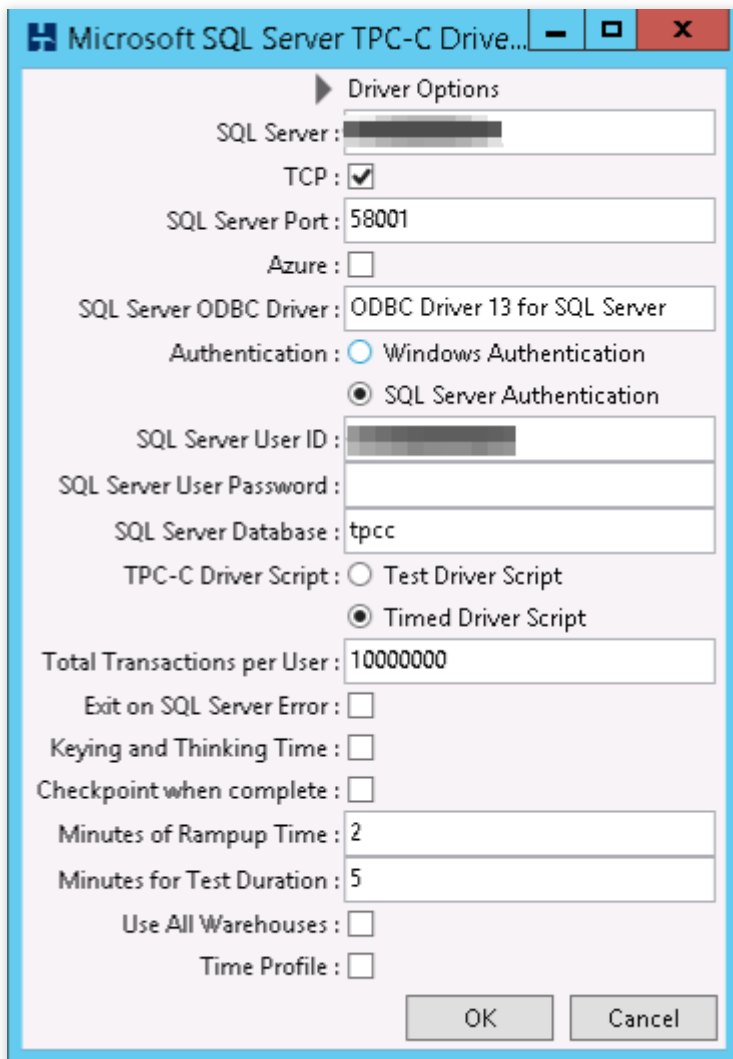 Microsoft SQL Server TPC-C Drive...
Driver Options
SQL Server :
TCP :
SQL Server Port : 58001
Azure :
SQL Server ODBC Driver : ODBC Driver 13 for SQL Server
Authentication : Windows Authentication
SQL Server Authentication
SQL Server User ID :
SQL Server User Password :
SQL Server Database : tpcc
TPC-C Driver Script : Test Driver Script
Timed Driver Script
Total Transactions per User : 10000000
Exit on SQL Server Error :
Keying and Thinking Time :
Checkpoint when complete :
Minutes of Rampup Time : 2
Minutes for Test Duration : 5
Use All Warehouses :
Time Profile :
OK Cancel